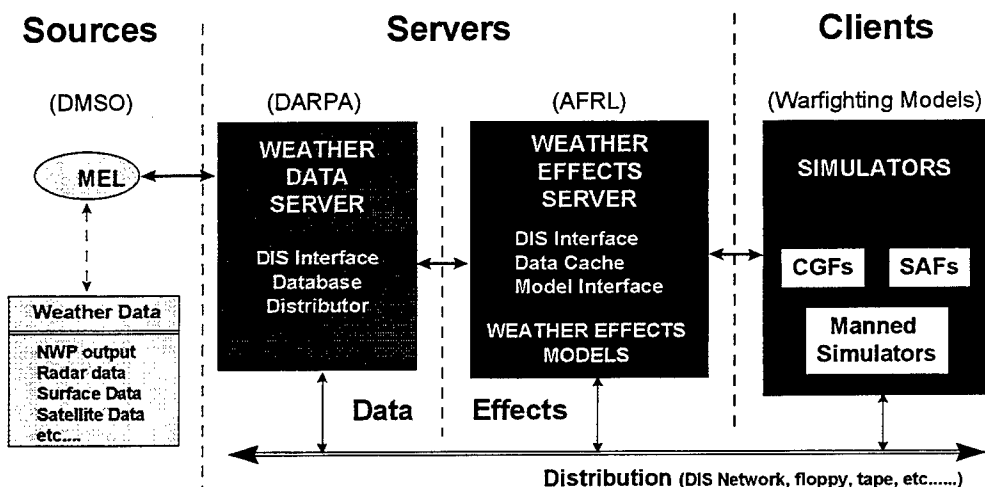 Sources
Servers
Clients
(DMSO)
(DARPA)
(AFRL)
(Warfighting Models)
MEL
Weather Data
NWP output
Radar data
Surface Data
Satellite Data
etc....
WEATHER
DATA
SERVER
DIS Interface
Database
Distributor
WEATHER
EFFECTS
SERVER
DIS Interface
Data Cache
Model Interface
WEATHER EFFECTS
MODELS
SIMULATORS
CGFs
SAFs
Manned
Simulators
Data
Effects
Distribution (DIS Network, floppy, tape, etc......)